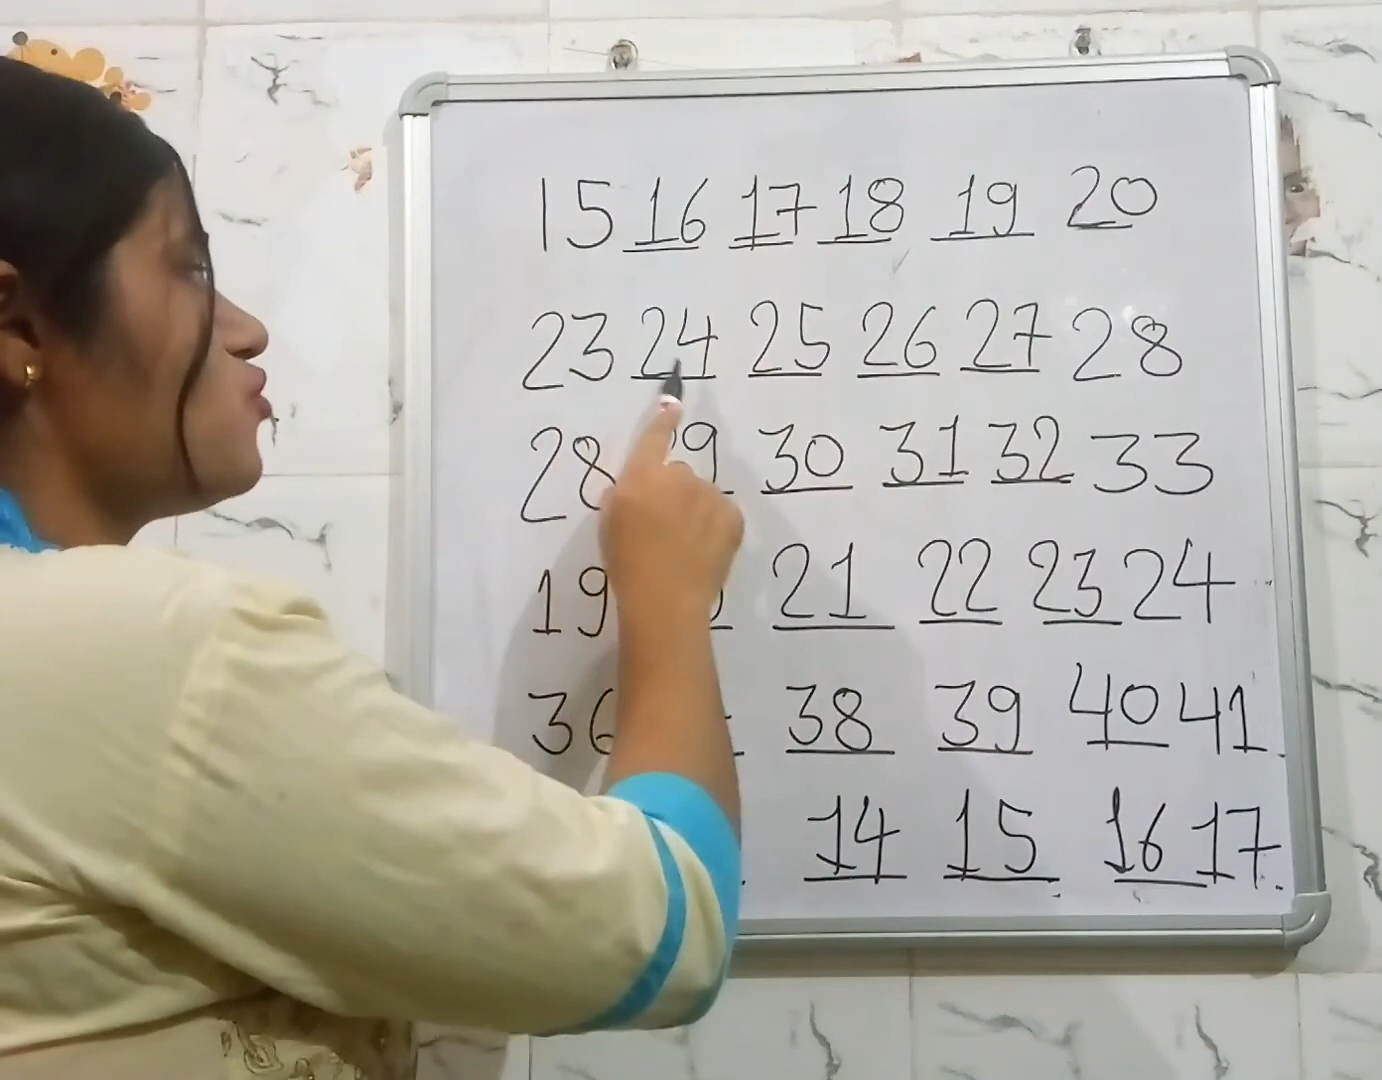 15 16 17 18 19 20
23 24 25 26 27 28
28 29 30 31 32 33
19 21 22 23 24
36 38 39 40 41
14 15 16 17